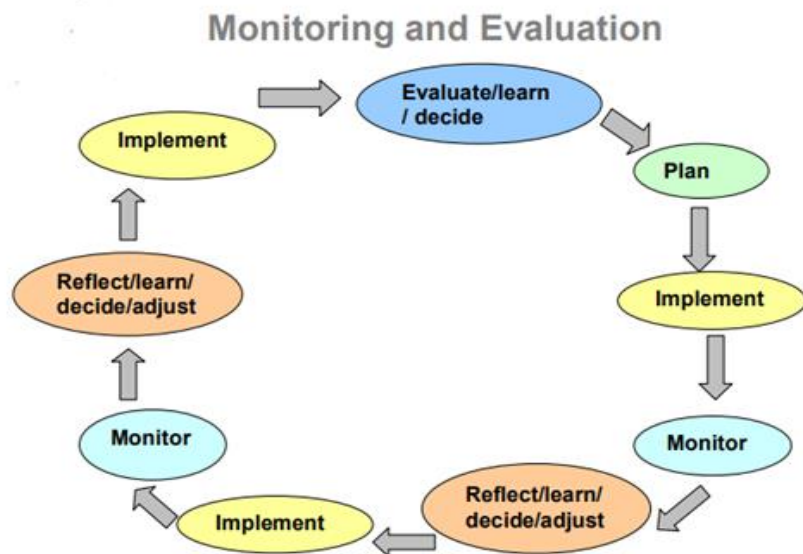 Monitoring and Evaluation
Evaluate/learn
/ decide
Plan
Implement
Monitor
Reflect/learn/
decide/adjust
Implement
Monitor
Reflect/learn/
decide/adjust
Implement